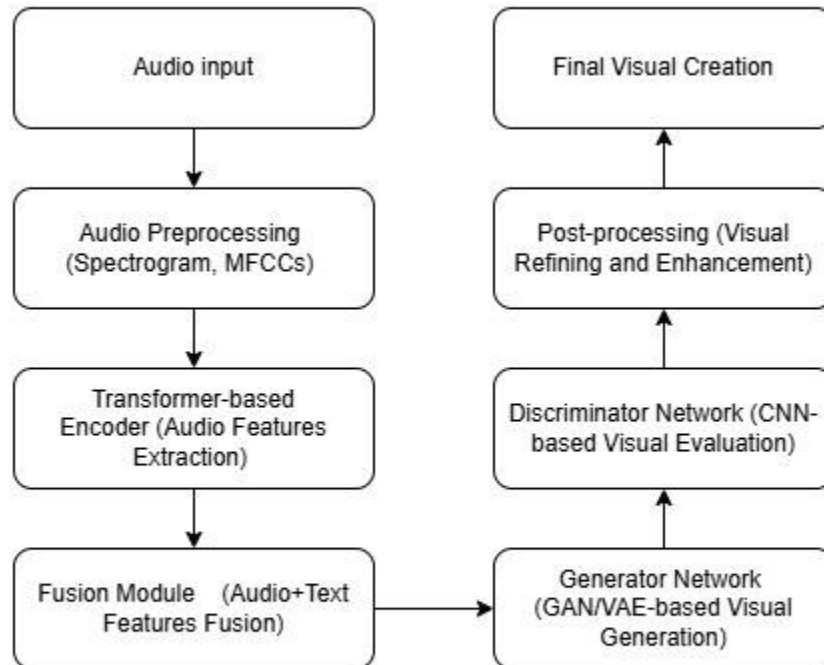 Audio input
Audio Preprocessing
(Spectrogram, MFCCs)
Transformer-based
Encoder (Audio Features
Extraction)
Fusion Module (Audio+Text
Features Fusion)
Generator Network
(GAN/VAE-based Visual
Generation)
Discriminator Network (CNN-
based Visual Evaluation)
Post-processing (Visual
Refining and Enhancement)
Final Visual Creation